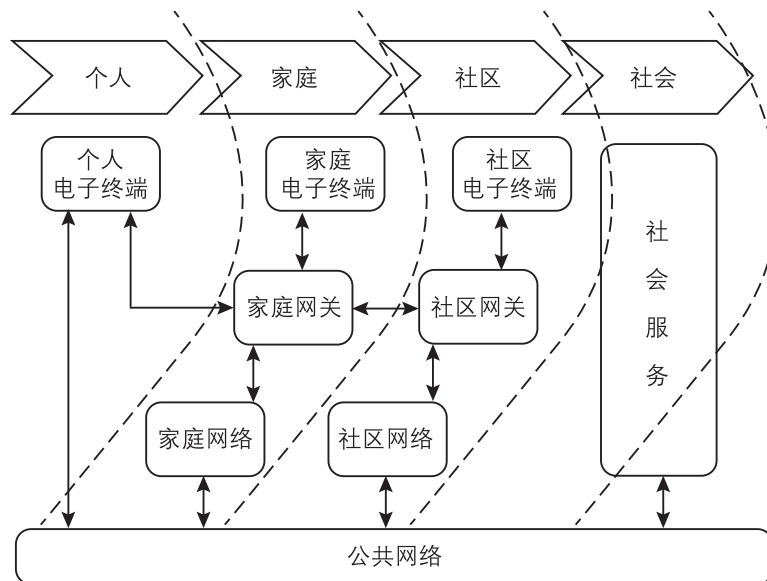 个人
家庭
社区
社会
个人
电子终端
家庭
电子终端
社区
电子终端
社
会
服
务
家庭网关
社区网关
家庭网络
社区网络
公共网络